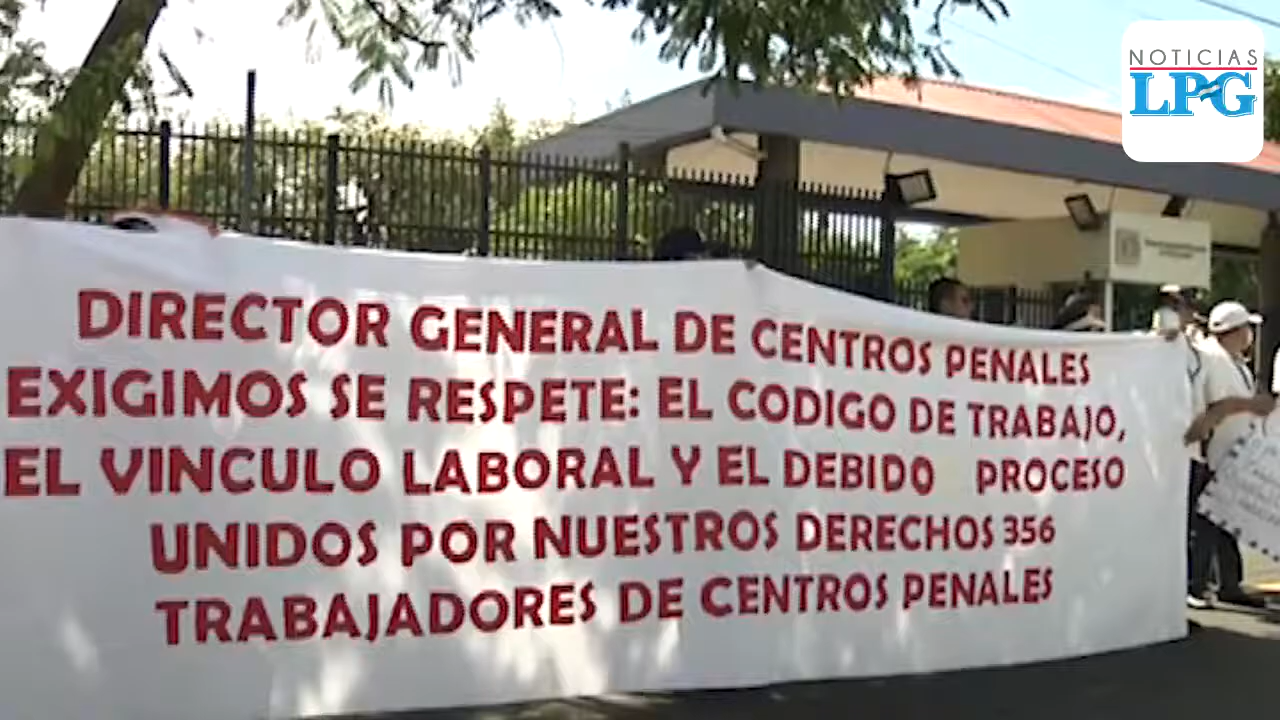 NOTICIAS
LPG
DIRECTOR GENERAL DE CENTROS PENALES
EXIGIMOS SE RESPETE: EL CODIGO DE TRABAJO,
EL VINCULO LABORAL Y EL DEBIDO PROCESO
UNIDOS POR NUESTROS DERECHOS 356
TRABAJADORES DE CENTROS PENALES